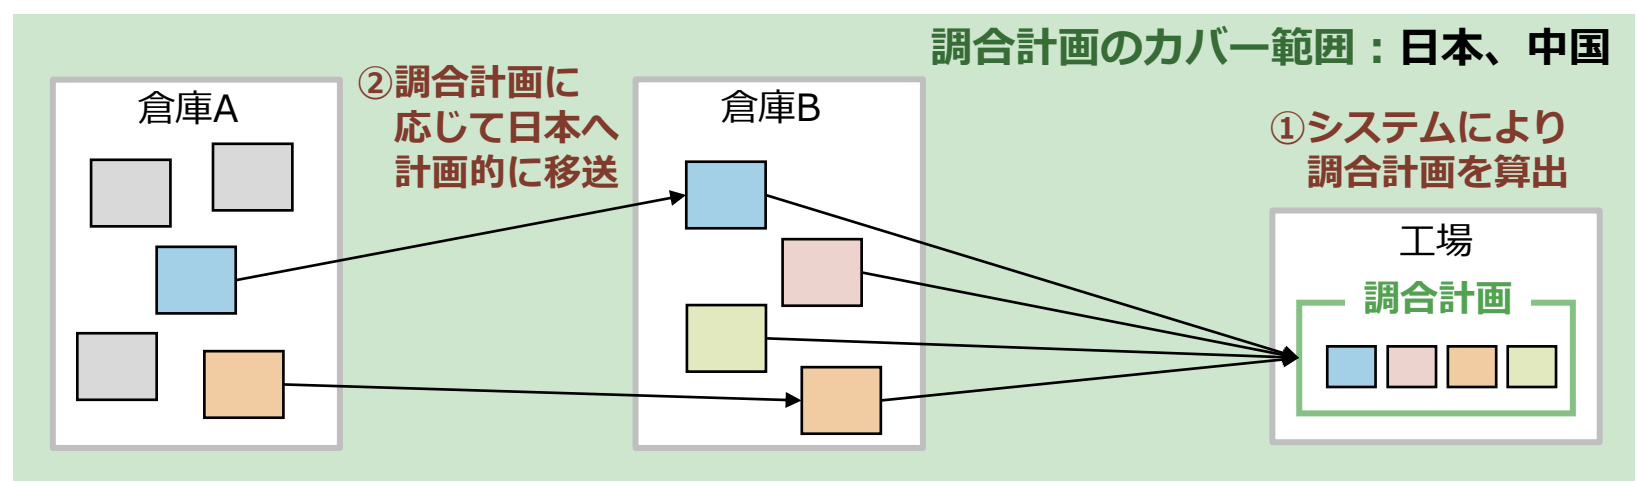 調合計画のカバー範囲：日本、中国
倉庫A
②調合計画に
応じて日本へ
計画的に移送
倉庫B
①システムにより
調合計画を算出
工場
調合計画